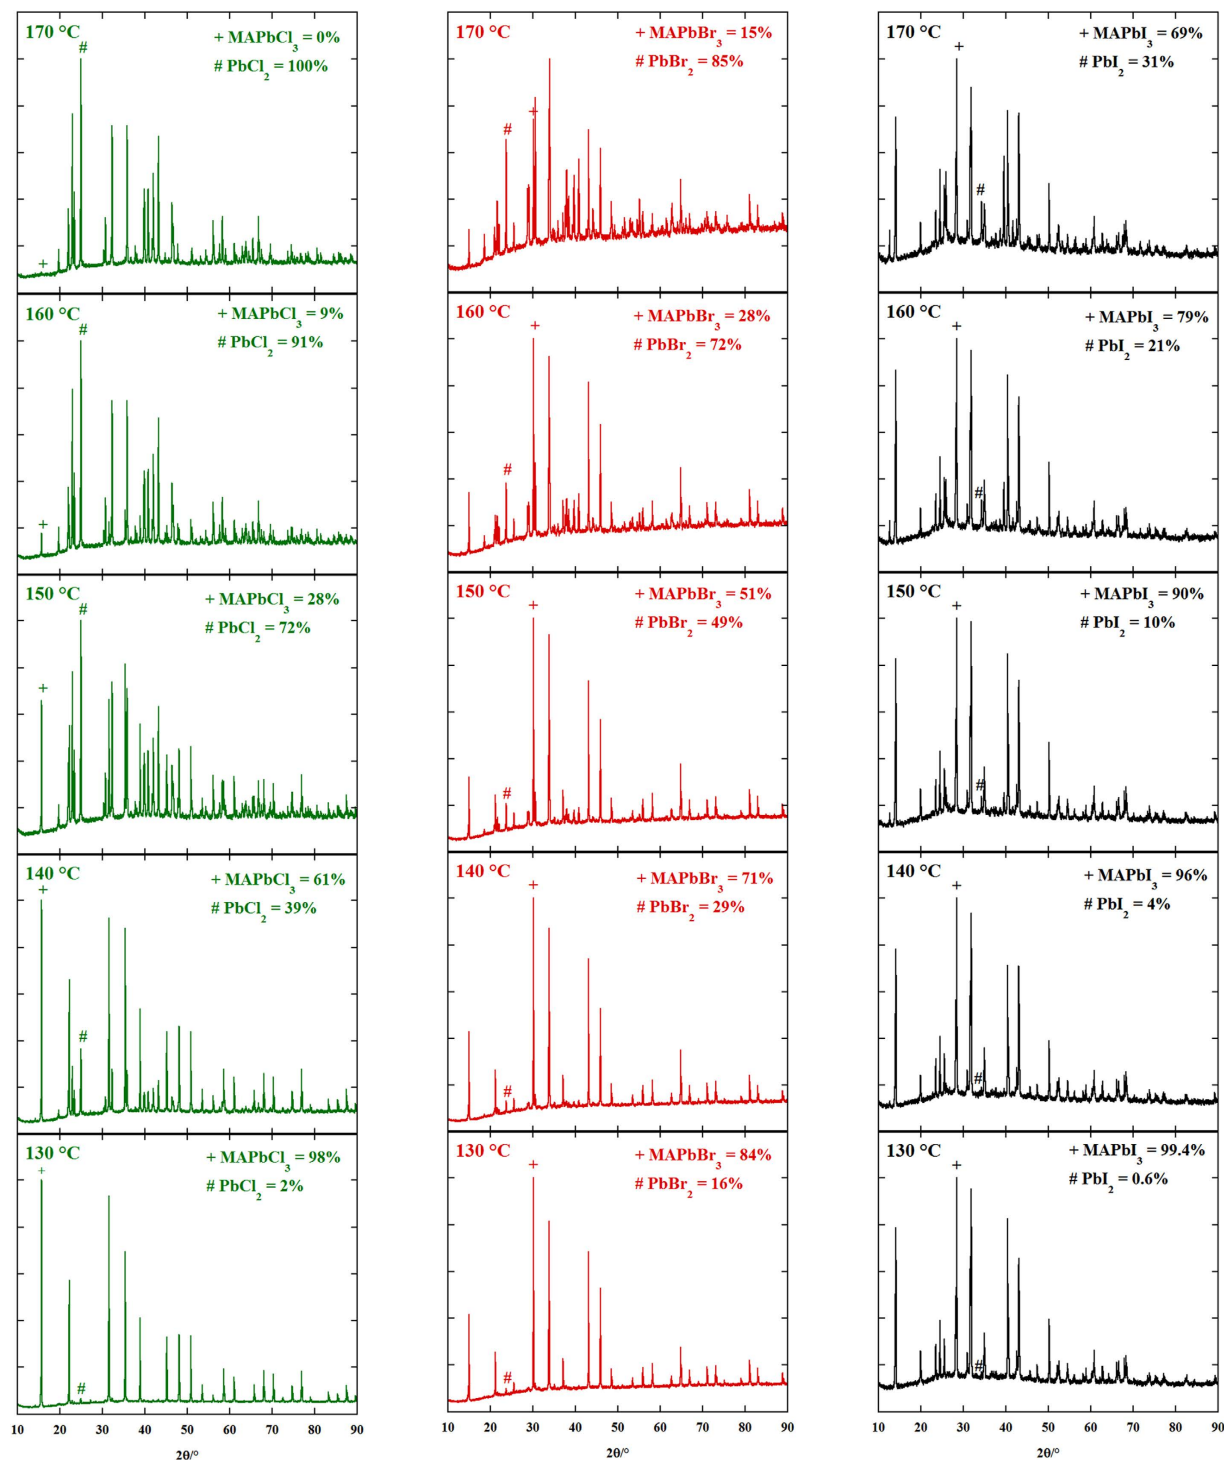 170 °C
+ MAPbCl3 = 0%
# PbCl2 = 100%
#
+
160 °C
+ MAPbCl3 = 9%
# PbCl2 = 91%
#
+
150 °C
+ MAPbCl3 = 28%
# PbCl2 = 72%
#
+
140 °C
+ MAPbCl3 = 61%
# PbCl2 = 39%
+
#
130 °C
+ MAPbCl3 = 98%
# PbCl2 = 2%
+
#
10 20 30 40 50 60 70 80 90
2θ/°
170 °C
+ MAPbBr3 = 15%
# PbBr2 = 85%
+
#
160 °C
+ MAPbBr3 = 28%
# PbBr2 = 72%
+
#
150 °C
+ MAPbBr3 = 51%
# PbBr2 = 49%
+
#
140 °C
+ MAPbBr3 = 71%
# PbBr2 = 29%
+
#
130 °C
+ MAPbBr3 = 84%
# PbBr2 = 16%
+
#
10 20 30 40 50 60 70 80 90
2θ/°
170 °C
+ MAPbI3 = 69%
# PbI2 = 31%
+
#
160 °C
+ MAPbI3 = 79%
# PbI2 = 21%
+
#
150 °C
+ MAPbI3 = 90%
# PbI2 = 10%
+
#
140 °C
+ MAPbI3 = 96%
# PbI2 = 4%
+
#
130 °C
+ MAPbI3 = 99.4%
# PbI2 = 0.6%
+
#
10 20 30 40 50 60 70 80 90
2θ/°